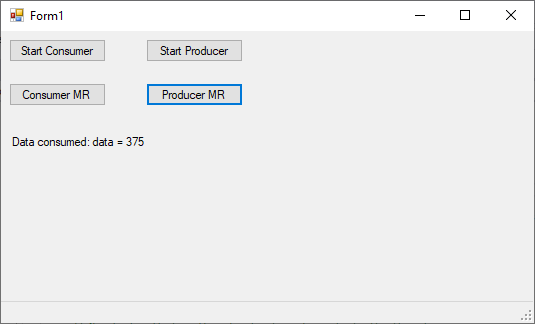 Form1
Start Consumer Start Producer
Consumer MR Producer MR
Data consumed: data = 375